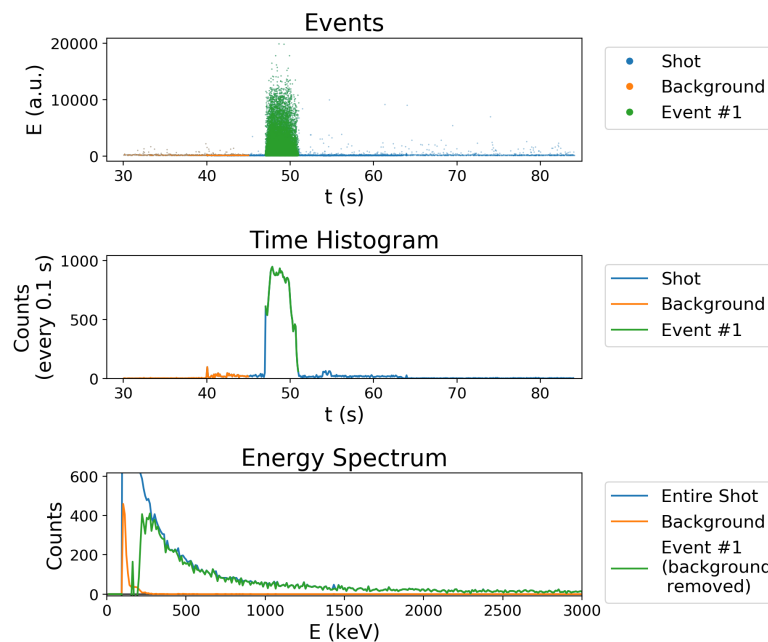 Events
20000
10000
0
E (a.u.)
30 40 50 60 70 80
t (s)
Shot
Background
Event #1
Time Histogram
1000
500
0
Counts
(every 0.1 s)
30 40 50 60 70 80
t (s)
Shot
Background
Event #1
Energy Spectrum
600
400
200
0
Counts
0 500 1000 1500 2000 2500 3000
E (keV)
Entire Shot
Background
Event #1
(background
removed)